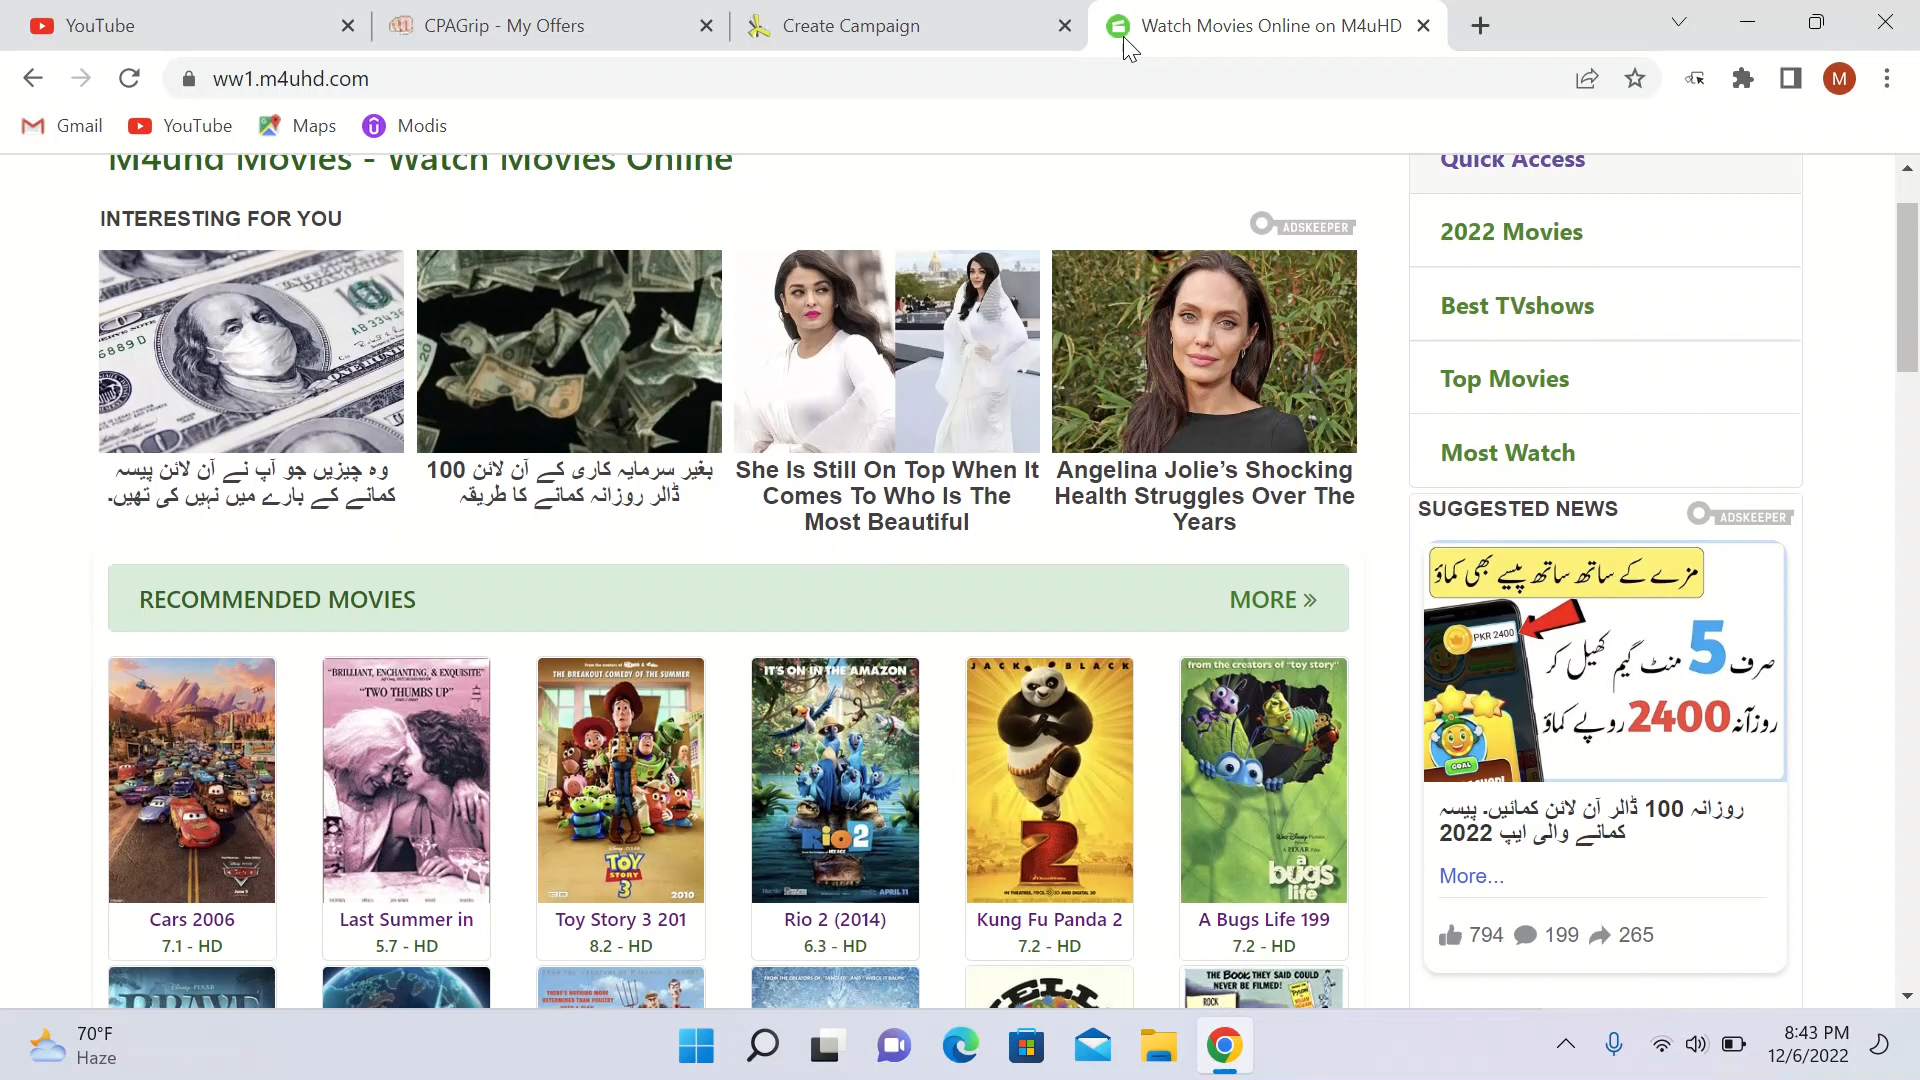 YouTube
CPAGrip - My Offers
Create Campaign
Watch Movies Online on M4uHD
ww1.m4uhd.com
M
Gmail
YouTube
Maps
Modis
M4uhd Movies - Watch Movies Online
INTERESTING FOR YOU
ADSKEEPER
وہ چیزیں جو آپ نے آن لائن پیسہ
کمانے کے بارے میں نہیں کی تھیں۔
بغیر سرمایہ کاری کے آن لائن 100
ڈالر روزانہ کمانے کا طریقہ
She Is Still On Top When It
Comes To Who Is The
Most Beautiful
Angelina Jolie’s Shocking
Health Struggles Over The
Years
Quick Access
2022 Movies
Best TVshows
Top Movies
Most Watch
SUGGESTED NEWS
ADSKEEPER
مزے کے ساتھ ساتھ پیسے بھی کماؤ
PKR 2400
صرف 5 منٹ گیم کھیل کر
روزآنہ 2400 روپے کماؤ
GOAL
روزانہ 100 ڈالر آن لائن کمائیں۔ پیسہ
کمانے والی ایپ 2022
More...
794
199
265
RECOMMENDED MOVIES
MORE »
"BRILLIANT, ENCHANTING, & EXQUISITE"
"TWO THUMBS UP"
THE BREAKOUT COMEDY OF THE SUMMER
TOY
STORY
3
2010
IT'S ON IN THE AMAZON
RiO 2
APRIL 11
JACK BLACK
2
from the creators of "toy story"
a
bug's
life
Cars 2006
7.1 - HD
Last Summer in
5.7 - HD
Toy Story 3 201
8.2 - HD
Rio 2 (2014)
6.3 - HD
Kung Fu Panda 2
7.2 - HD
A Bugs Life 199
7.2 - HD
BRAVE
THE BOOK THEY SAID COULD
NEVER BE FILMED!
ROCK
70°F
Haze
8:43 PM
12/6/2022